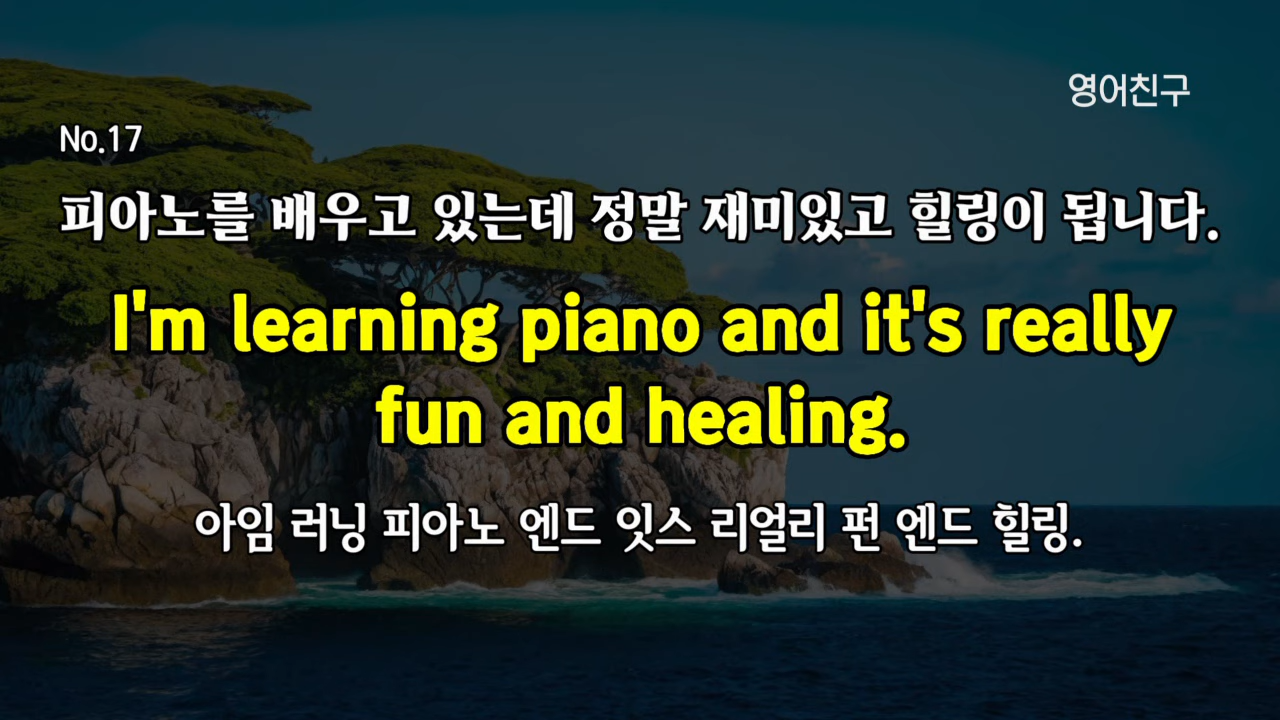 영어친구
No.17
피아노를 배우고 있는데 정말 재미있고 힐링이 됩니다.
I'm learning piano and it's really
fun and healing.
아임 러닝 피아노 엔드 잇스 리얼리 펀 엔드 힐링.